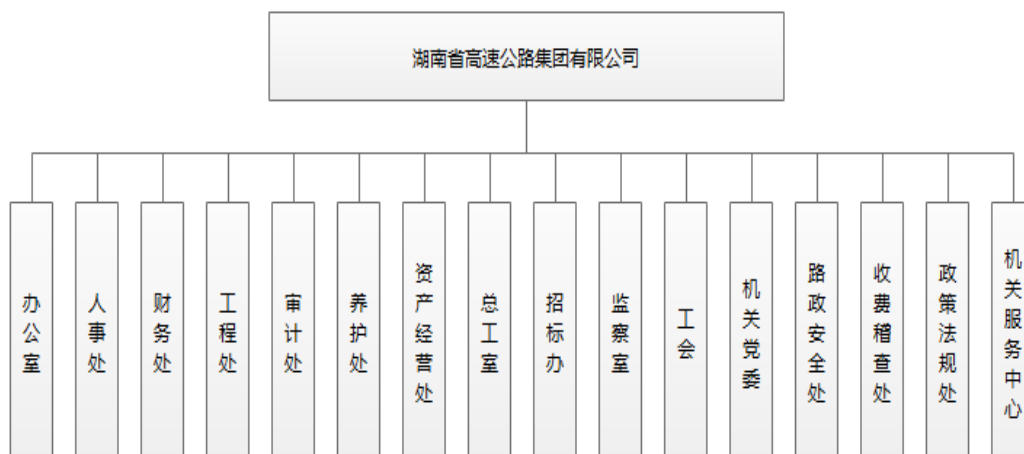 湖南省高速公路集团有限公司
办公室
人事处
财务处
工程处
审计处
养护处
资产经营处
总工室
招标办
监察室
工会
机关党委
路政安全处
收费稽查处
政策法规处
机关服务中心